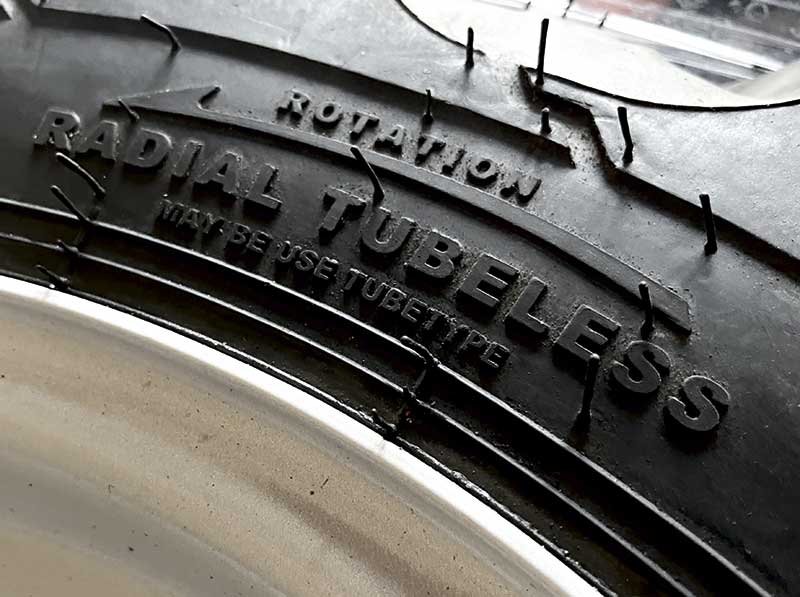 ROTATION
RADIAL TUBELESS
MAY BE USE TUBETYPE